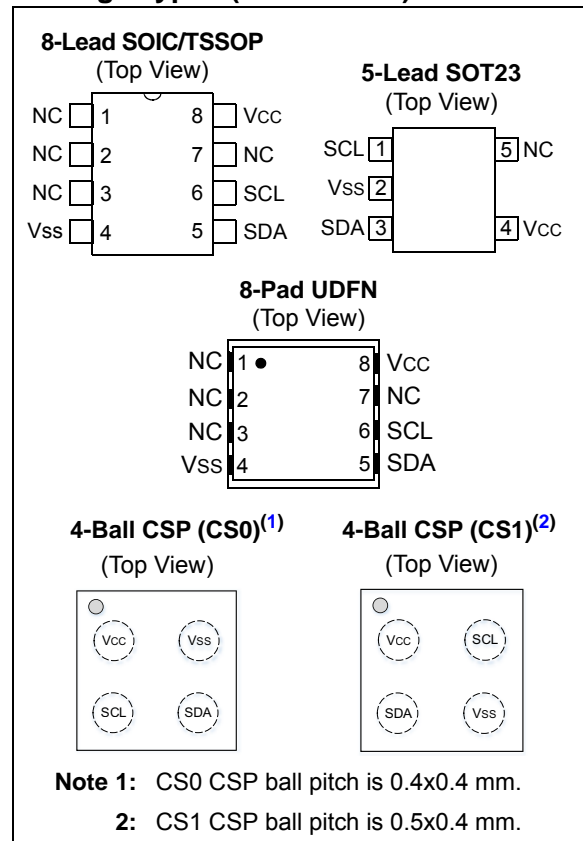 8-Lead SOIC/TSSOP
(Top View)
NC 1 8 VCC
NC 2 7 NC
NC 3 6 SCL
Vss 4 5 SDA
5-Lead SOT23
(Top View)
SCL 1 5 NC
Vss 2
SDA 3 4 VCC
8-Pad UDFN
(Top View)
NC 1 8 VCC
NC 2 7 NC
NC 3 6 SCL
VSS 4 5 SDA
4-Ball CSP (CS0)(1)
(Top View)
VCC VSS
SCL SDA
4-Ball CSP (CS1)(2)
(Top View)
VCC SCL
SDA VSS
Note 1: CS0 CSP ball pitch is 0.4x0.4 mm.
2: CS1 CSP ball pitch is 0.5x0.4 mm.